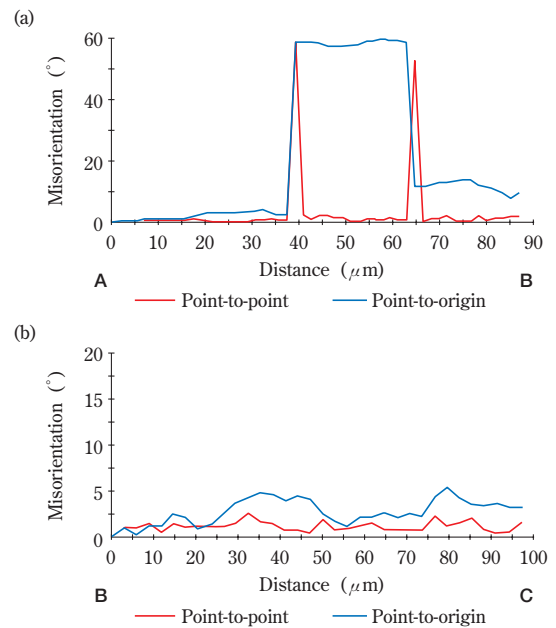 (a)
60
40
20
0
Misorientation (°)
0 10 20 30 40 50 60 70 80 90
A Distance (μm) B
Point-to-point Point-to-origin
(b)
20
15
10
5
0
Misorientation (°)
0 10 20 30 40 50 60 70 80 90 100
B Distance (μm) C
Point-to-point Point-to-origin